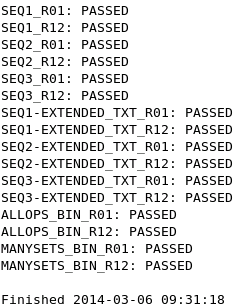 SEQ1_R01: PASSED
SEQ1_R12: PASSED
SEQ2_R01: PASSED
SEQ2_R12: PASSED
SEQ3_R01: PASSED
SEQ3_R12: PASSED
SEQ1-EXTENDED_TXT_R01: PASSED
SEQ1-EXTENDED_TXT_R12: PASSED
SEQ2-EXTENDED_TXT_R01: PASSED
SEQ2-EXTENDED_TXT_R12: PASSED
SEQ3-EXTENDED_TXT_R01: PASSED
SEQ3-EXTENDED_TXT_R12: PASSED
ALLOPS_BIN_R01: PASSED
ALLOPS_BIN_R12: PASSED
MANYSETS_BIN_R01: PASSED
MANYSETS_BIN_R12: PASSED
Finished 2014-03-06 09:31:18